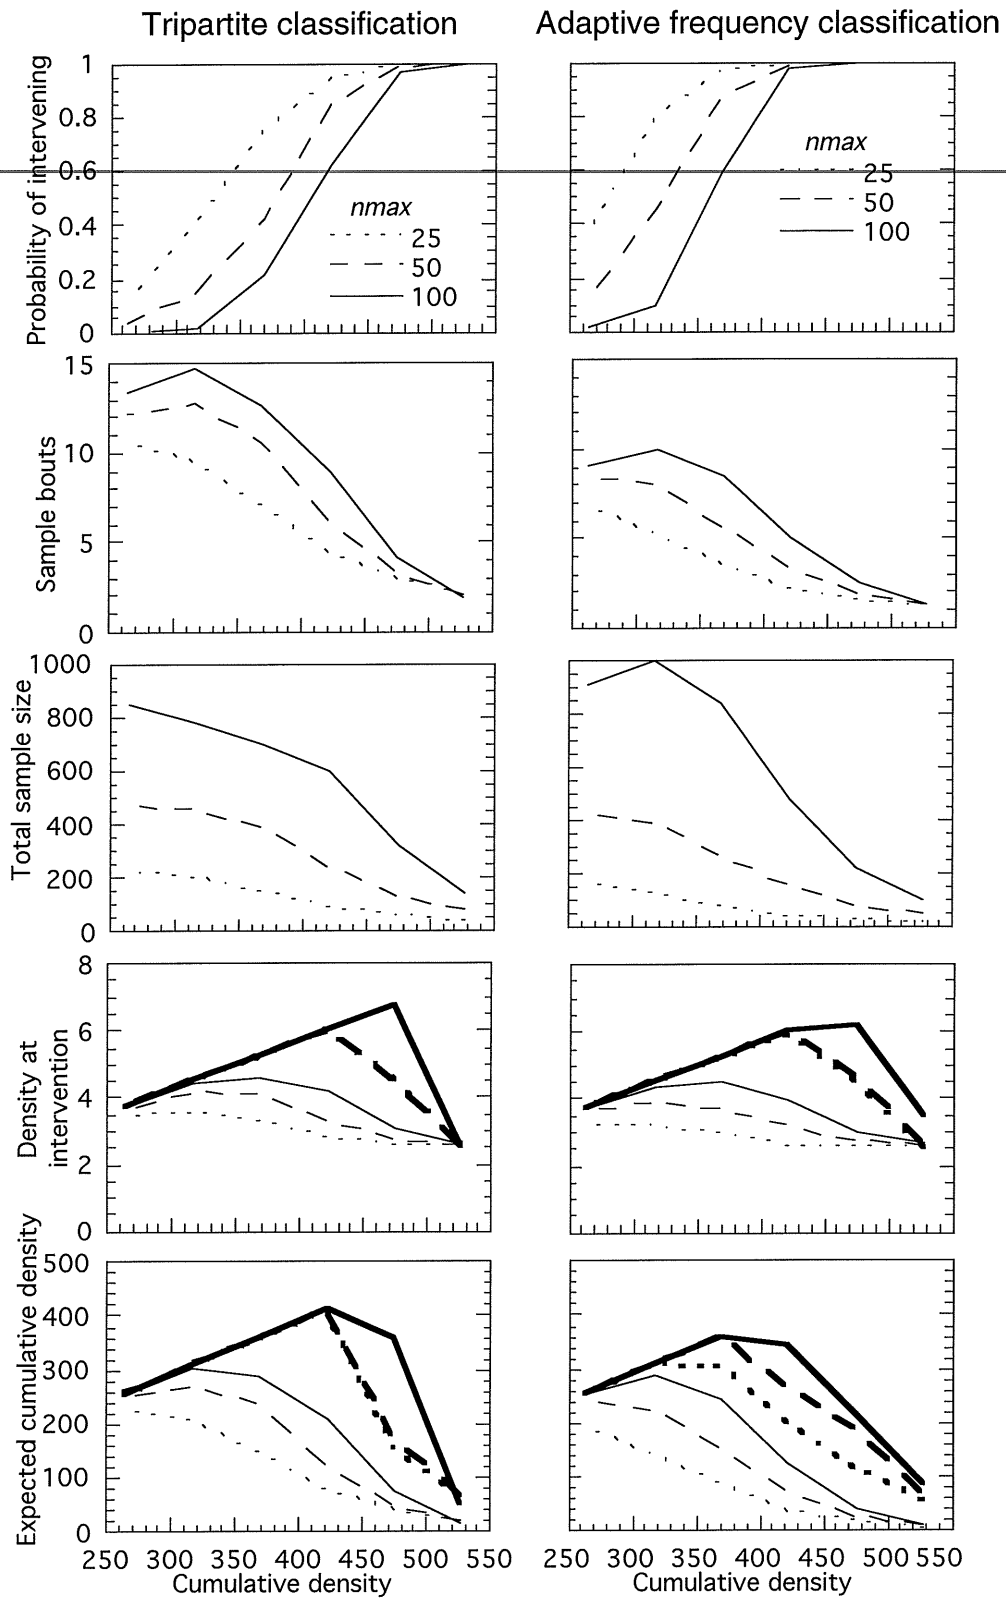 Tripartite classification
Adaptive frequency classification
Probability of intervening
1
0.8
0.6
0.4
0.2
0
nmax
25
50
100
nmax
25
50
100
Sample bouts
15
10
5
0
Total sample size
1000
800
600
400
200
0
Density at
intervention
8
6
4
2
0
Expected cumulative density
500
400
300
200
100
0
250 300 400 450 500
300 350 400 450 500 550
Cumulative density
Cumulative density